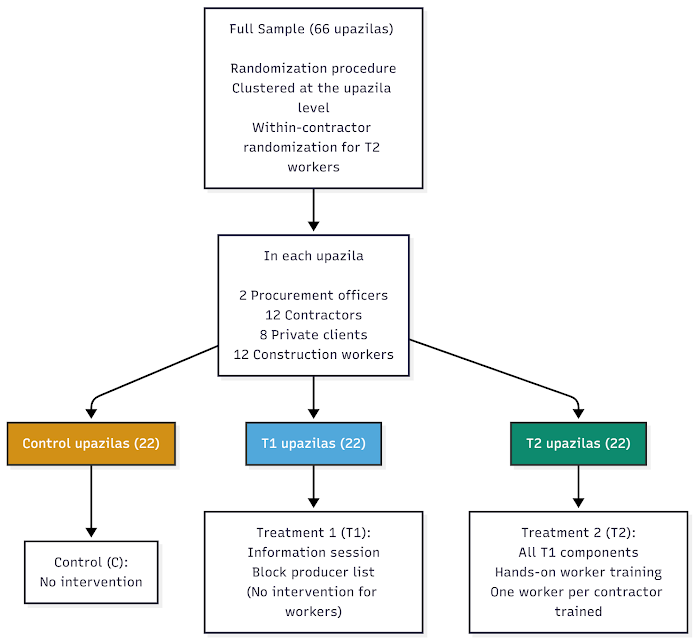 Full Sample (66 upazilas)
Randomization procedure
Clustered at the upazila
level
Within-contractor
randomization for T2
workers
In each upazila
2 Procurement officers
12 Contractors
8 Private clients
12 Construction workers
Control upazilas (22)
T1 upazilas (22)
T2 upazilas (22)
Control (C):
No intervention
Treatment 1 (T1):
Information session
Block producer list
(No intervention for
workers)
Treatment 2 (T2):
All T1 components
Hands-on worker training
One worker per contractor
trained